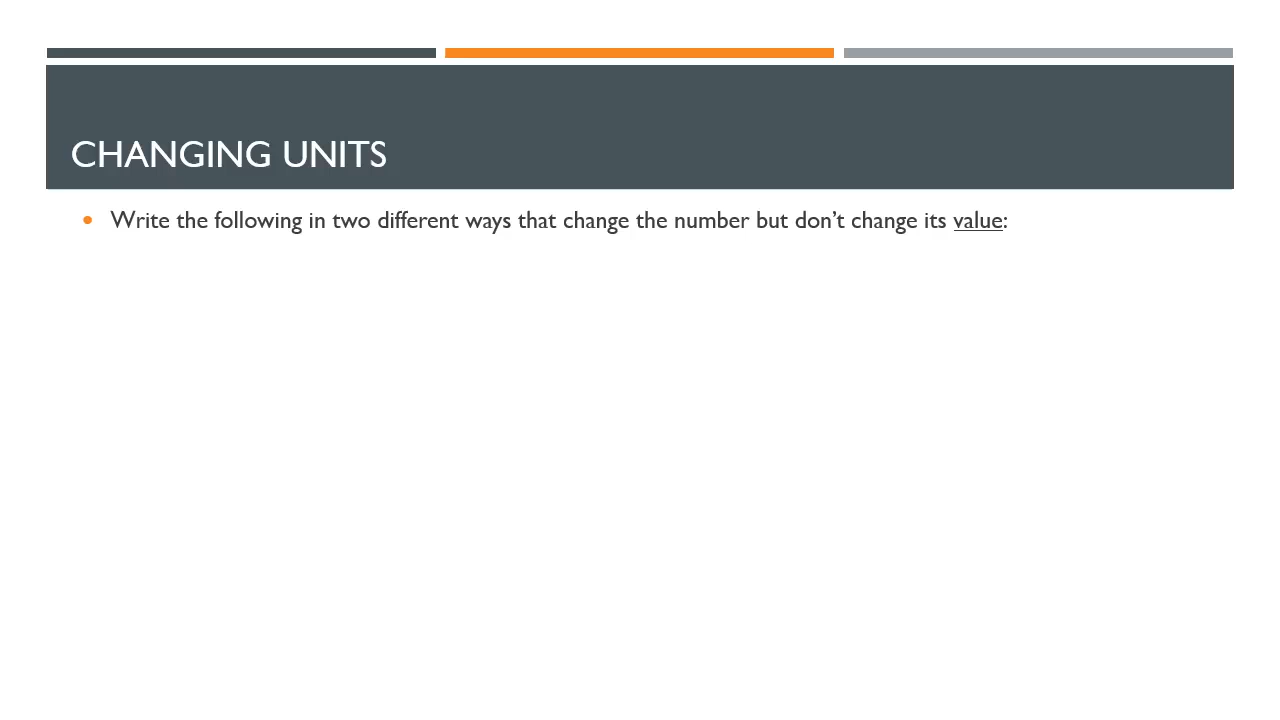 CHANGING UNITS
• Write the following in two different ways that change the number but don’t change its value: